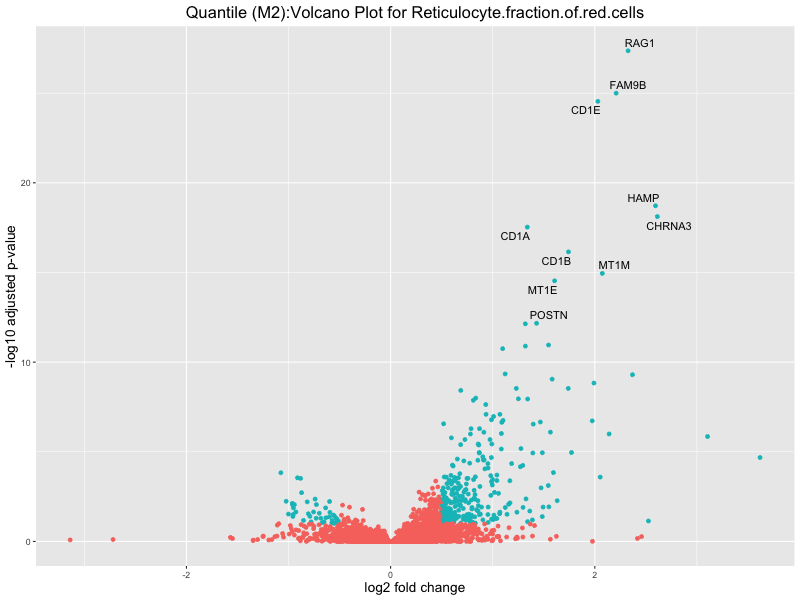 Quantile (M2):Volcano Plot for Reticulocyte.fraction.of.red.cells
RAG1
FAM9B
CD1E
20
HAMP
CHRNA3
CD1A
CD1B
MT1M
MT1E
POSTN
10
0
-log10 adjusted p-value
-2
0
2
log2 fold change